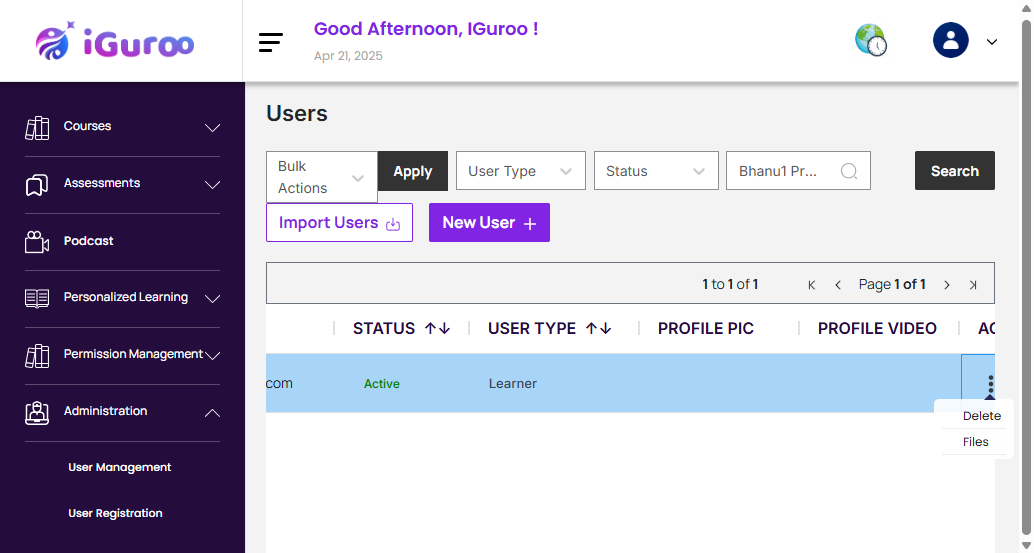 iGuroo
Good Afternoon, IGuroo !
Apr 21, 2025
Courses
Assessments
Podcast
Personalized Learning
Permission Management
Administration
User Management
User Registration
Users
Bulk
Actions
Apply
User Type
Status
Bhanu1 Pr...
Search
Import Users
New User +
1 to 1 of 1
Page 1 of 1
STATUS
USER TYPE
PROFILE PIC
PROFILE VIDEO
AC
com
Active
Learner
Delete
Files